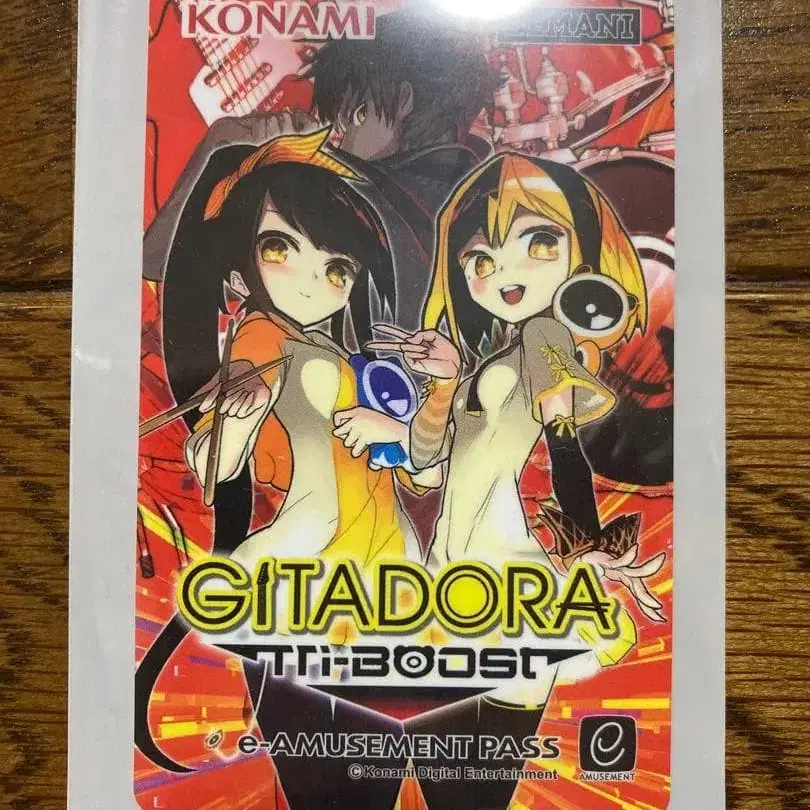 KONAMI
BEMANI
GITADORA
Tri-BOOST
e-AMUSEMENT PASS
©Konami Digital Entertainment
e
AMUSEMENT